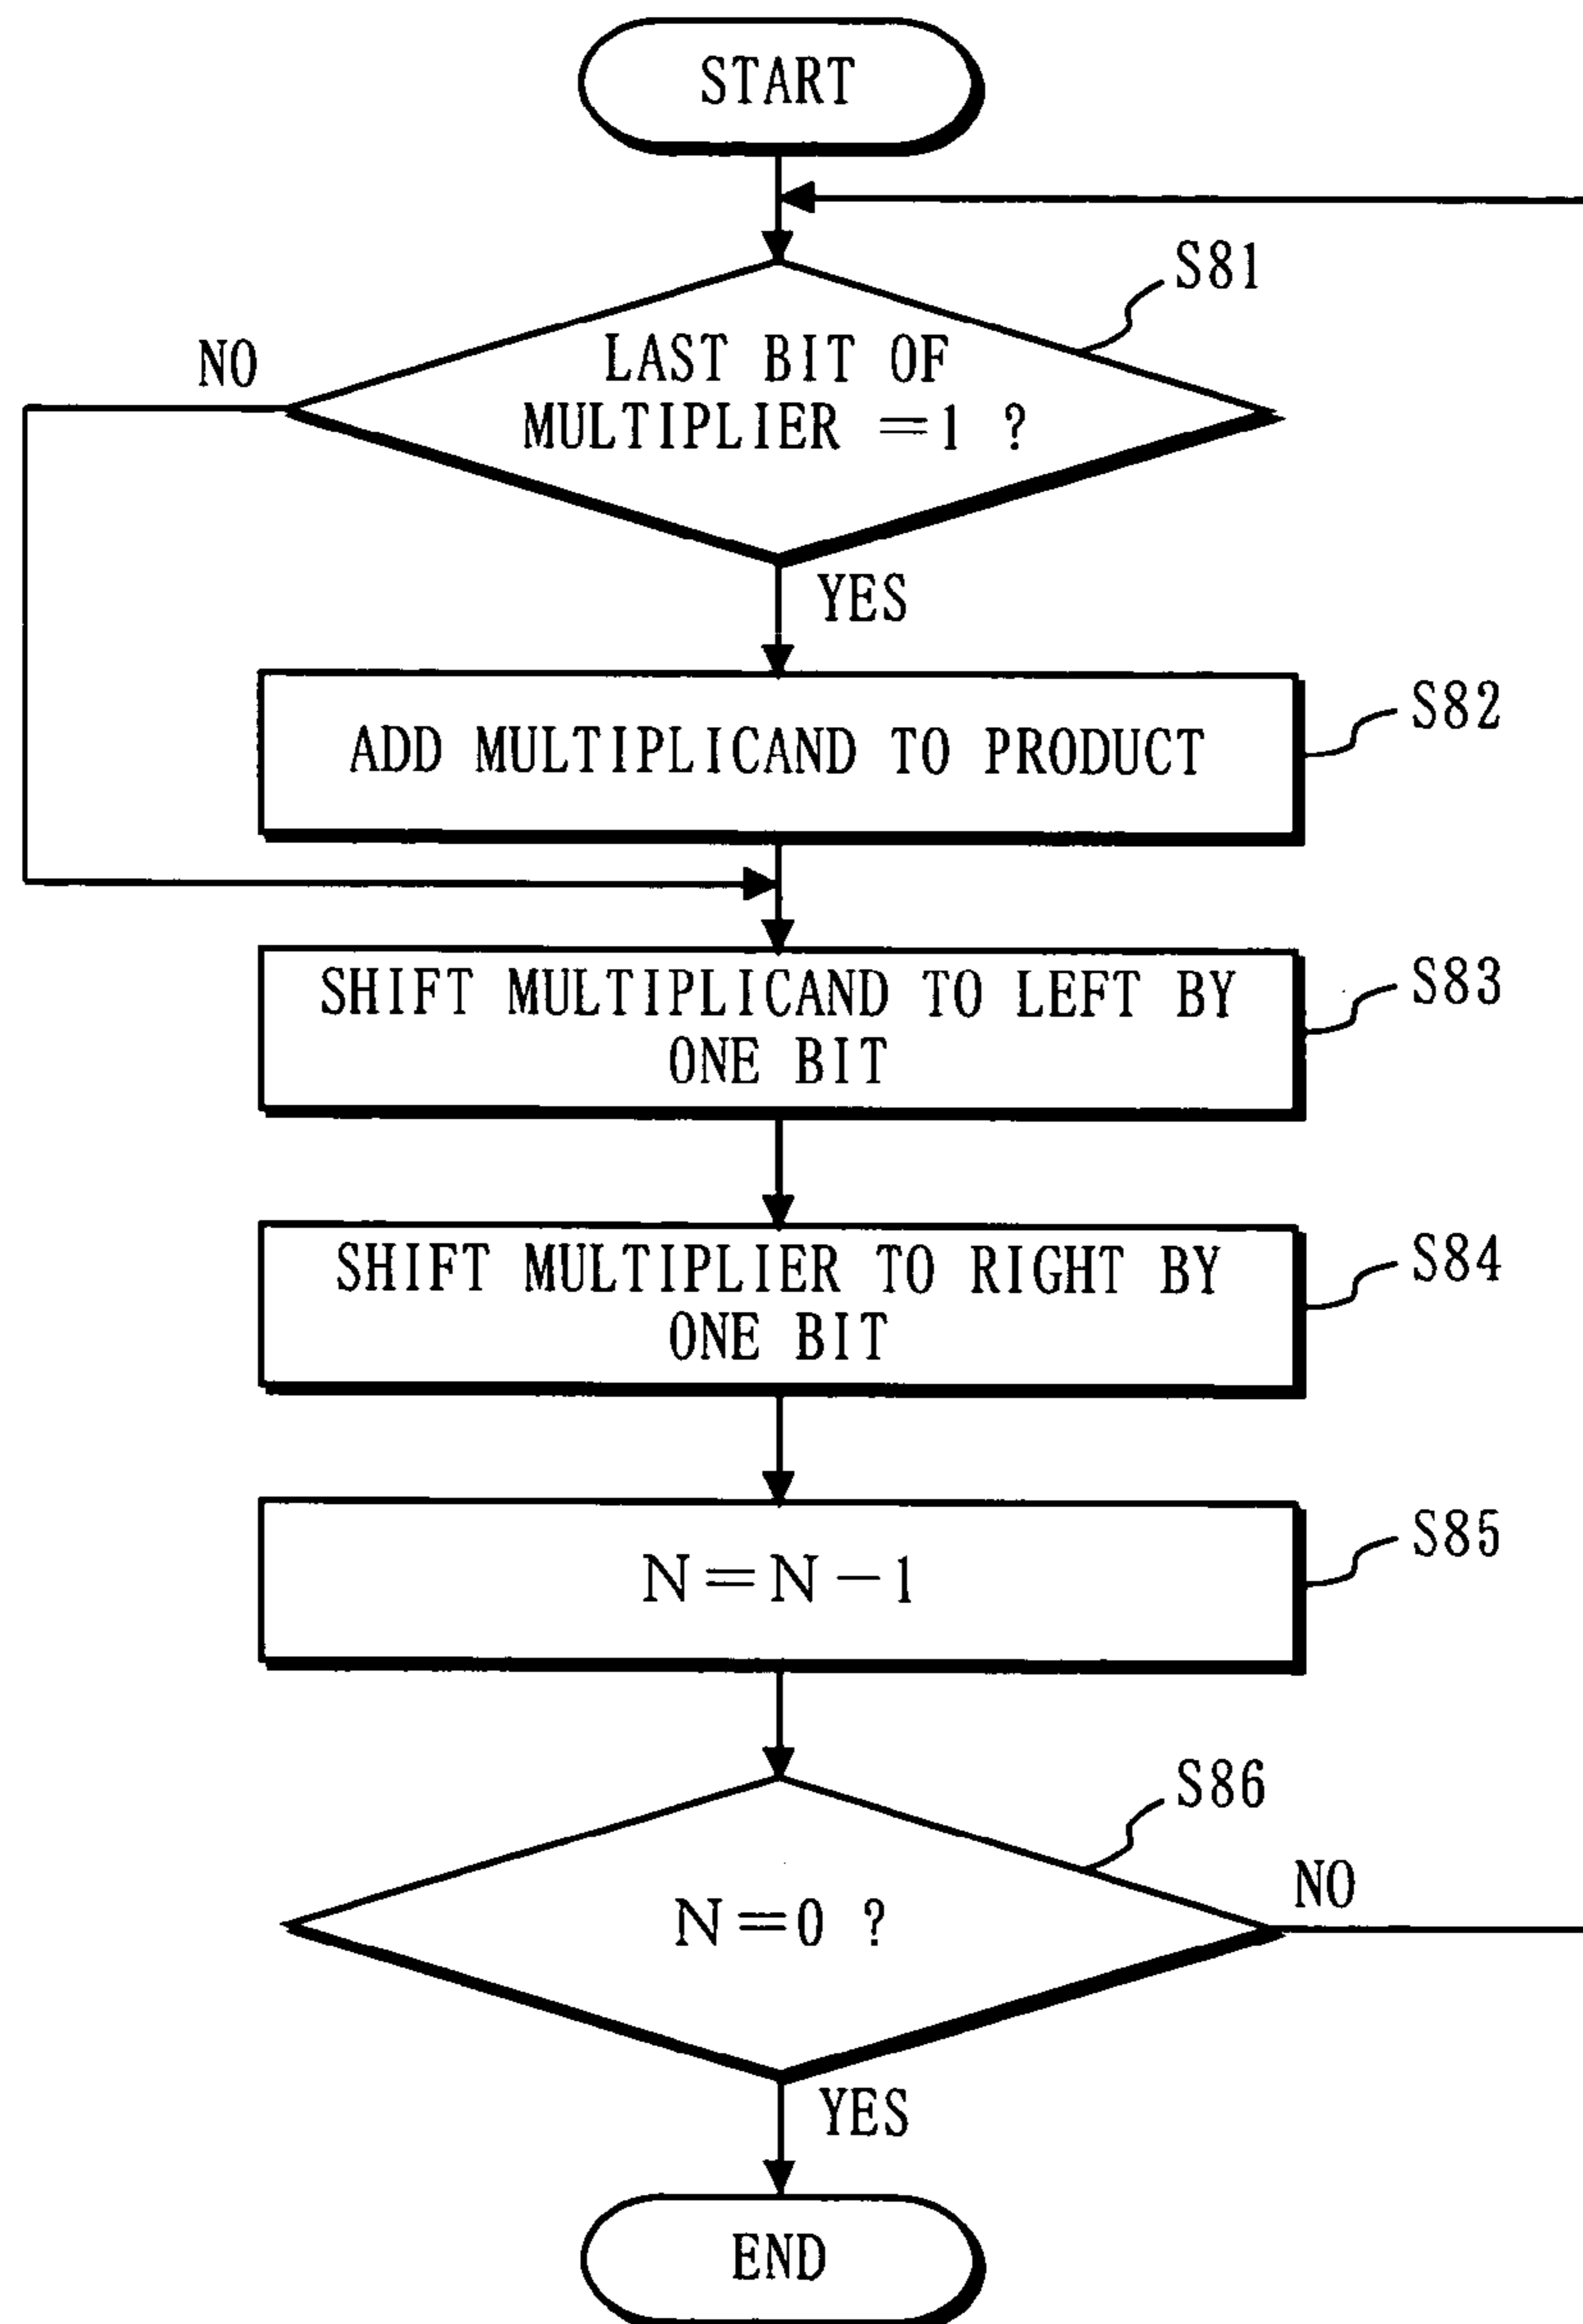 START
S81
NO
LAST BIT OF
MULTIPLIER =1 ?
YES
ADD MULTIPLICAND TO PRODUCT
S82
SHIFT MULTIPLICAND TO LEFT BY
ONE BIT
S83
SHIFT MULTIPLIER TO RIGHT BY
ONE BIT
S84
N=N-1
S85
S86
N=0 ?
NO
YES
END